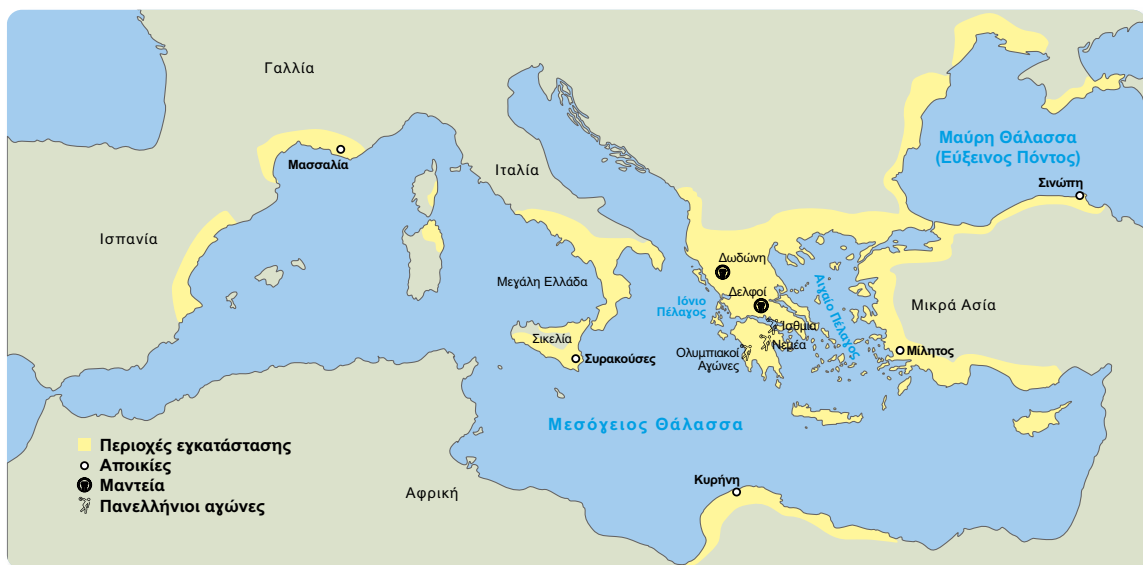 Γαλλία
Μασσαλία
Ιταλία
Ισπανία
Μεγάλη Ελλάδα
Σικελία
Συρακούσες
Μαύρη Θάλασσα
(Εύξεινος Πόντος)
Σινώπη
Δωδώνη
Δελφοί
Ιόνιο
Πέλαγος
Αιγαίο Πέλαγος
Μικρά Ασία
Ίσθμια
Νεμέα
Ολυμπιακοί
Αγώνες
Μίλητος
Μεσόγειος Θάλασσα
Κυρήνη
Αφρική
Περιοχές εγκατάστασης
Αποικίες
Μαντεία
Πανελλήνιοι αγώνες